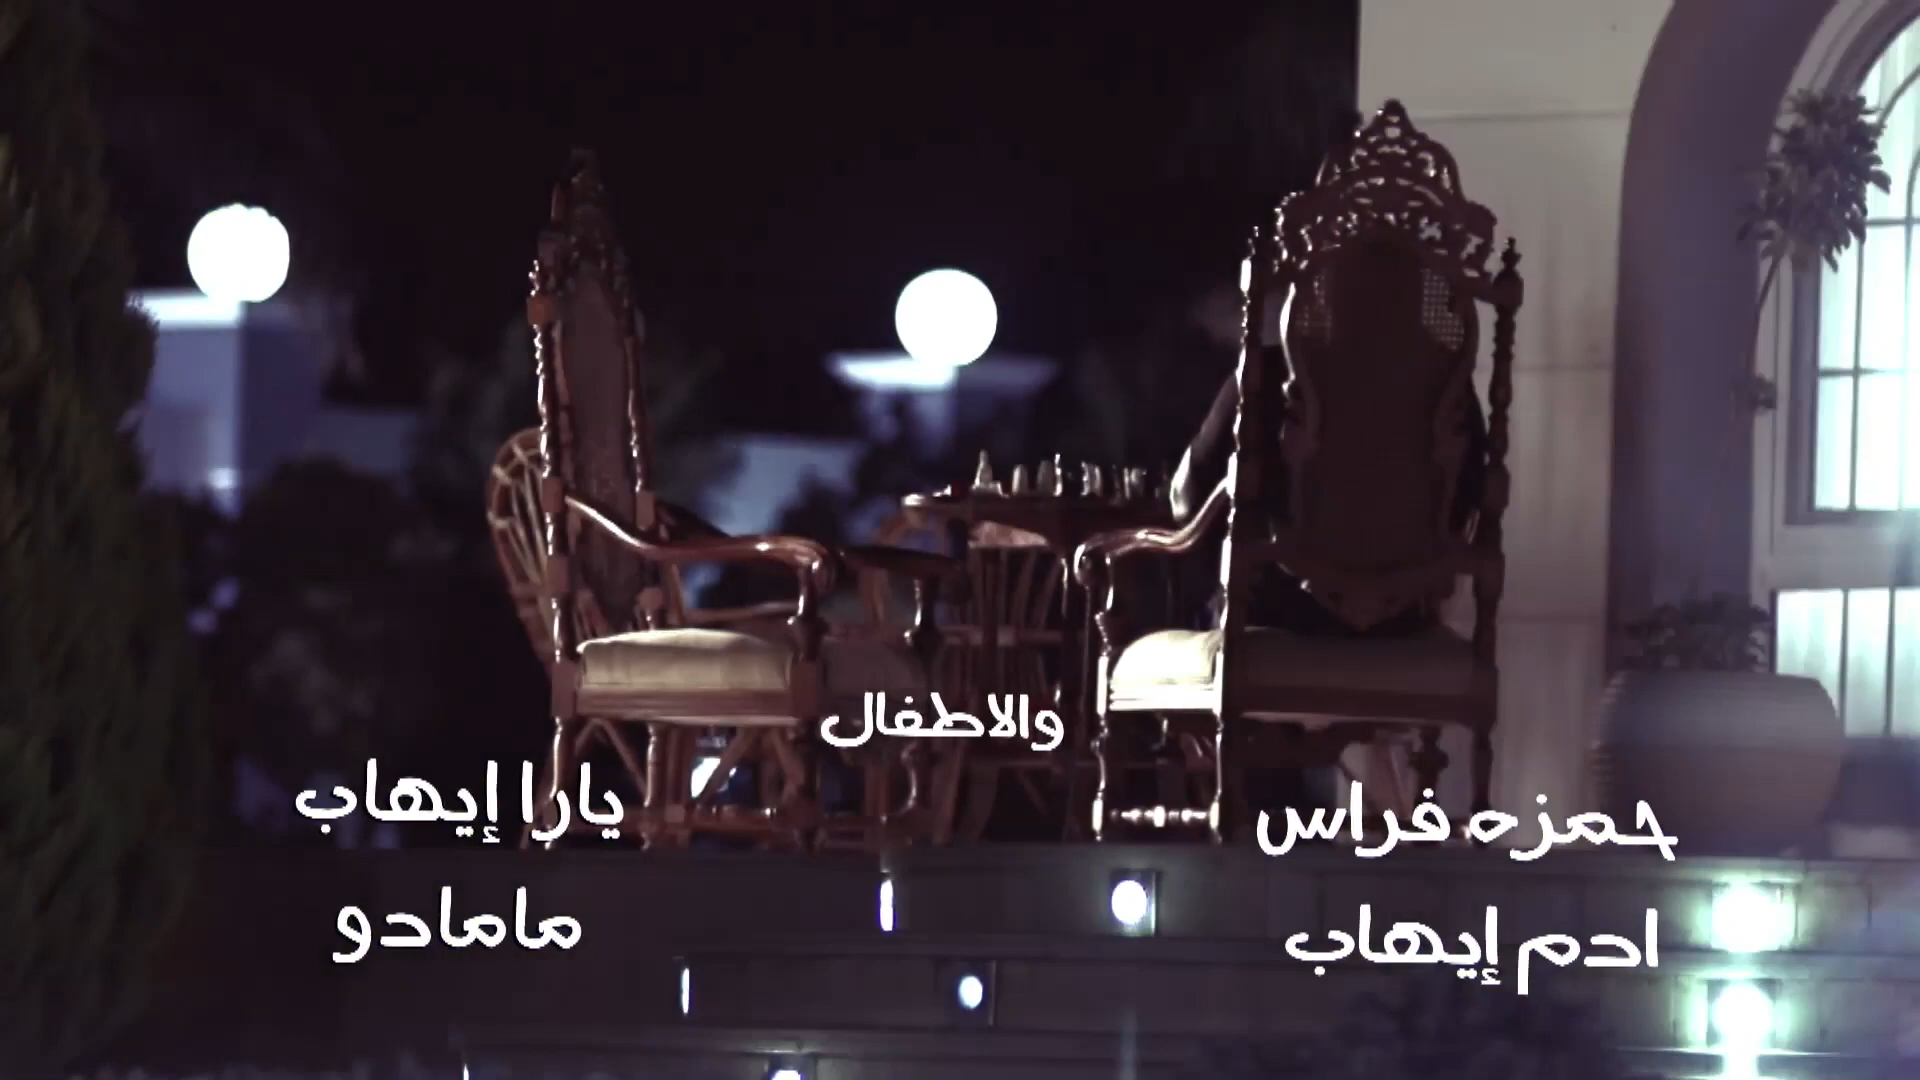 والاطفال
حمزه فراس
يارا إيهاب
ادم إيهاب
مامادو